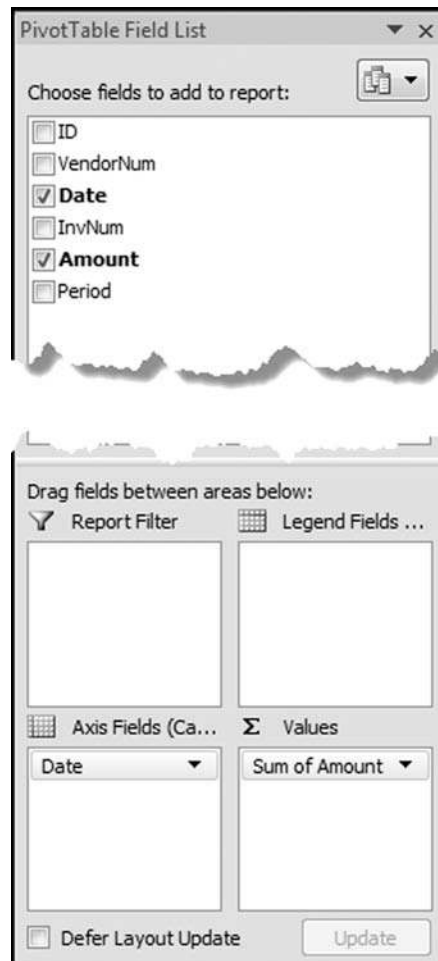 PivotTable Field List
Choose fields to add to report:
ID
VendorNum
Date
InvNum
Amount
Period
Drag fields between areas below:
Report Filter
Legend Fields ...
Axis Fields (Ca...
Σ Values
Date
Sum of Amount
Defer Layout Update
Update